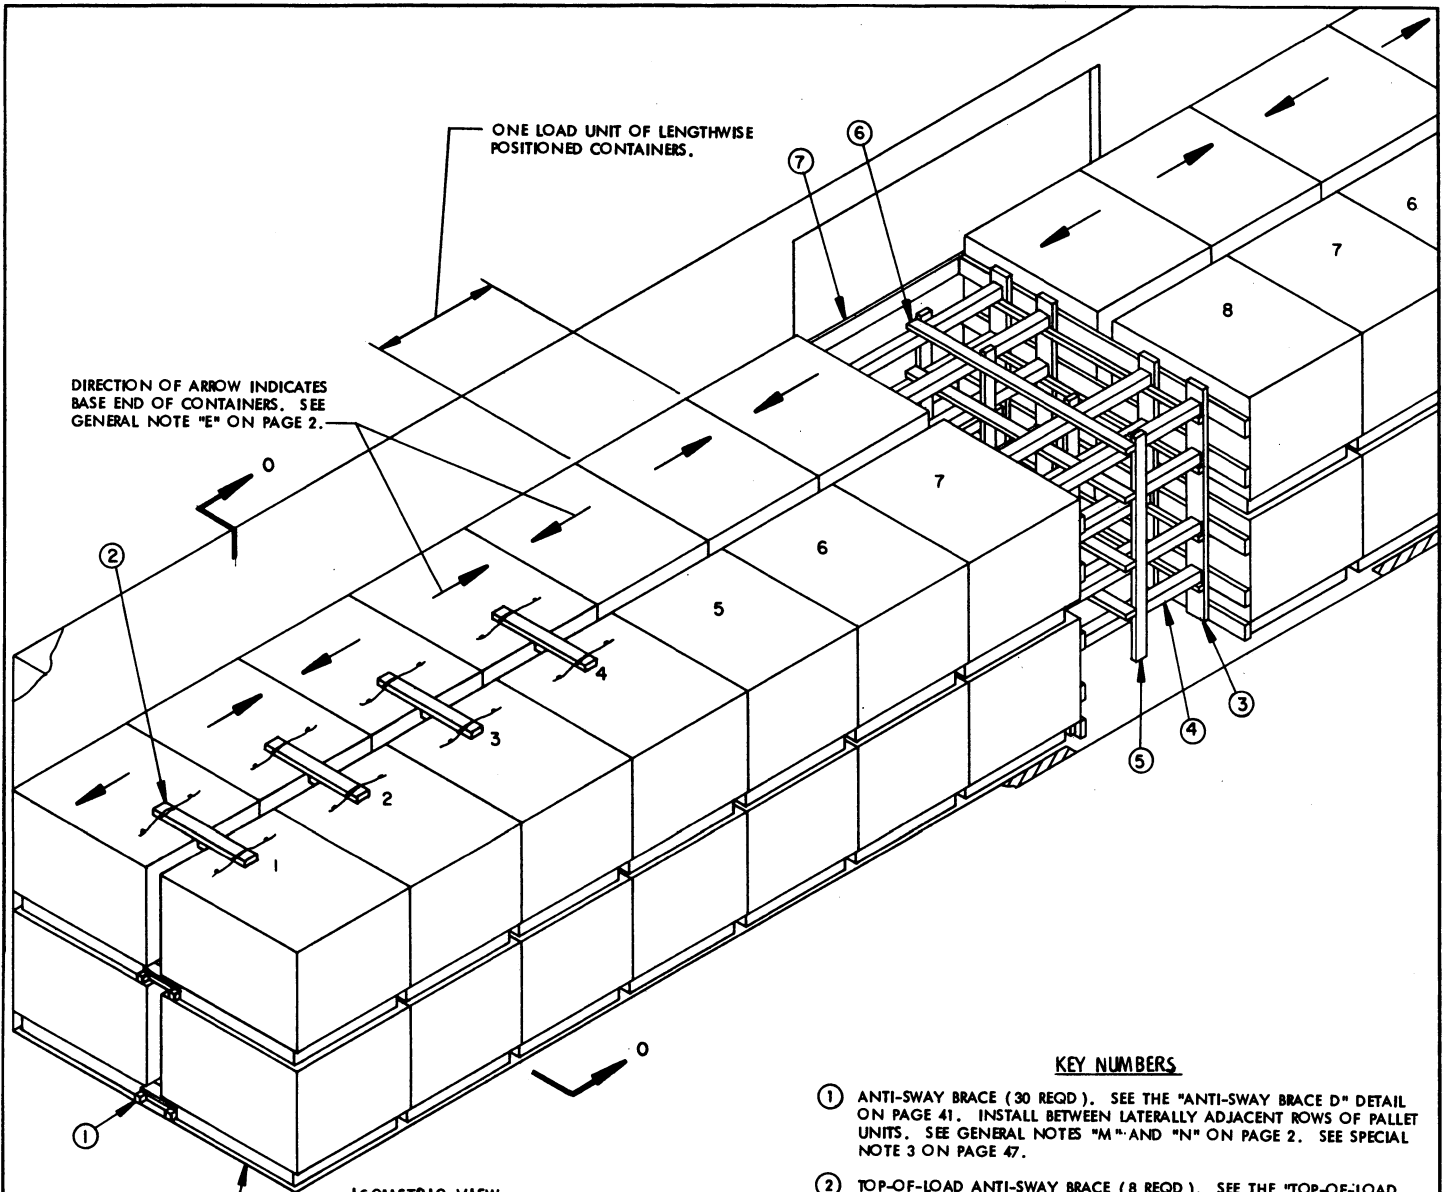 ONE LOAD UNIT OF LENGTHWISE
POSITIONED CONTAINERS.
6
7
6
7
8
DIRECTION OF ARROW INDICATES
BASE END OF CONTAINERS. SEE
GENERAL NOTE "E" ON PAGE 2.
O
7
2
6
5
4
3
3
4
5
2
1
O
1
ISOMETRIC VIEW
KEY NUMBERS
1 ANTI-SWAY BRACE (30 REQD). SEE THE "ANTI-SWAY BRACE D" DETAIL
ON PAGE 41. INSTALL BETWEEN LATERALLY ADJACENT ROWS OF PALLET
UNITS. SEE GENERAL NOTES "M" AND "N" ON PAGE 2. SEE SPECIAL
NOTE 3 ON PAGE 47.
2 TOP-OF-LOAD ANTI-SWAY BRACE (8 REQD). SEE THE "TOP-OF-LOAD